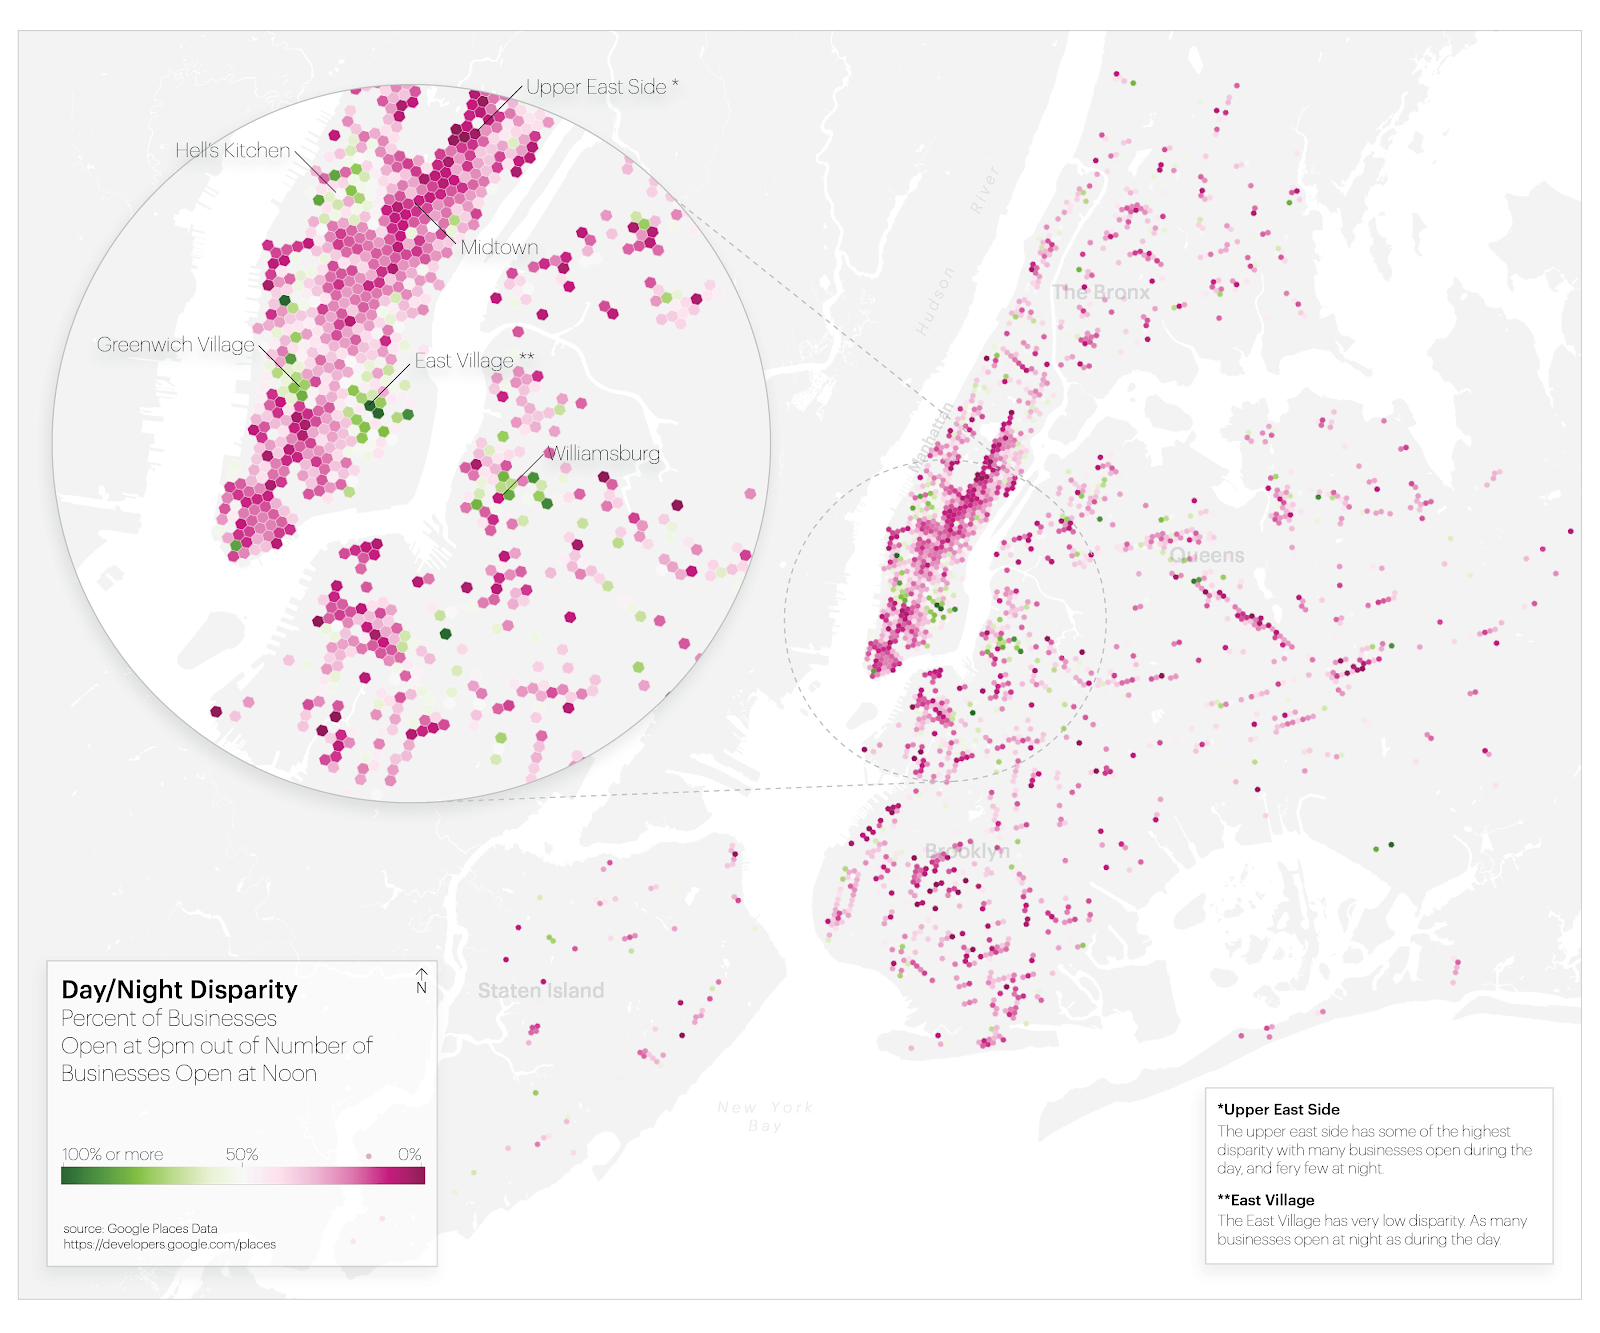 Upper East Side *
Hell's Kitchen
Midtown
Greenwich Village
East Village **
Williamsburg
Hudson River
The Bronx
Manhattan
Queens
Brooklyn
Staten Island
New York
Bay
Day/Night Disparity
N
Percent of Businesses
Open at 9pm out of Number of
Businesses Open at Noon
100% or more 50% 0%
source: Google Places Data
https://developers.google.com/places
*Upper East Side
The upper east side has some of the highest
disparity with many businesses open during the
day, and fery few at night.
**East Village
The East Village has very low disparity. As many
businesses open at night as during the day.